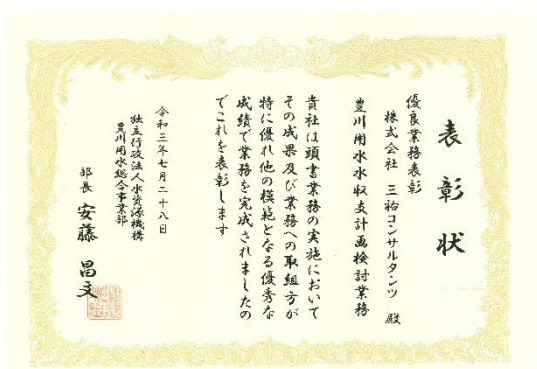 表彰状
優良業務表彰
株式会社 三祐コンサルタンツ 殿
豊川用水水収支計画検討業務
貴社は頭書業務の実施において
その成果及び業務への取組方が
特に優れ他の模範となる優秀な
成績で業務を完成されましたの
でこれを表彰します
令和三年七月二十八日
独立行政法人水資源機構
豊川用水総合事業部
部長 安藤 昌文